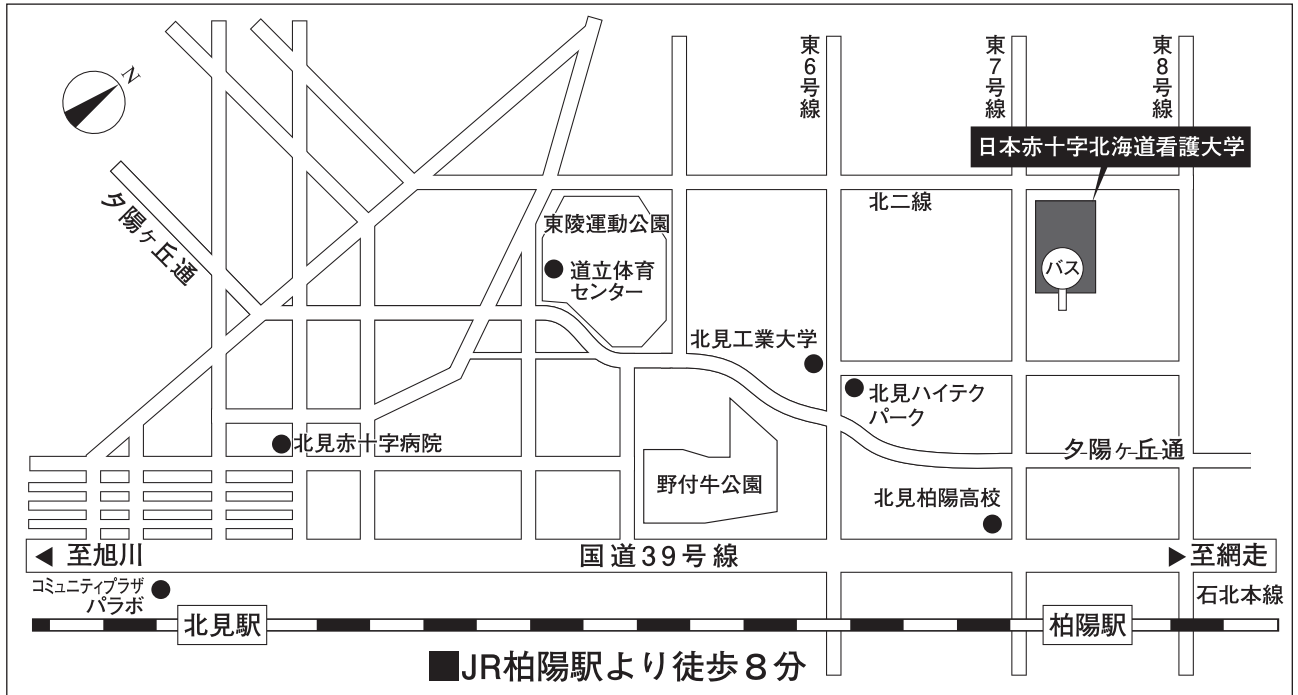 N
東6号線
東7号線
東8号線
日本赤十字北海道看護大学
夕陽ヶ丘通
東陵運動公園
北二線
道立体育
センター
バス
北見工業大学
北見ハイテク
パーク
北見赤十字病院
夕陽ヶ丘通
野付牛公園
北見柏陽高校
◀ 至旭川
国道39号線
▶至網走
コミュニティプラザ
パラボ
石北本線
北見駅
柏陽駅
■JR柏陽駅より徒歩8分